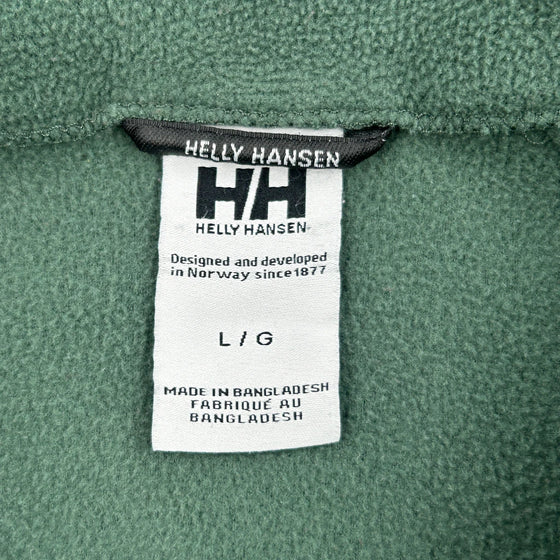 HELLY HANSEN
HH
HELLY HANSEN
Designed and developed
in Norway since 1877
L / G
MADE IN BANGLADESH
FABRIQUÉ AU
BANGLADESH